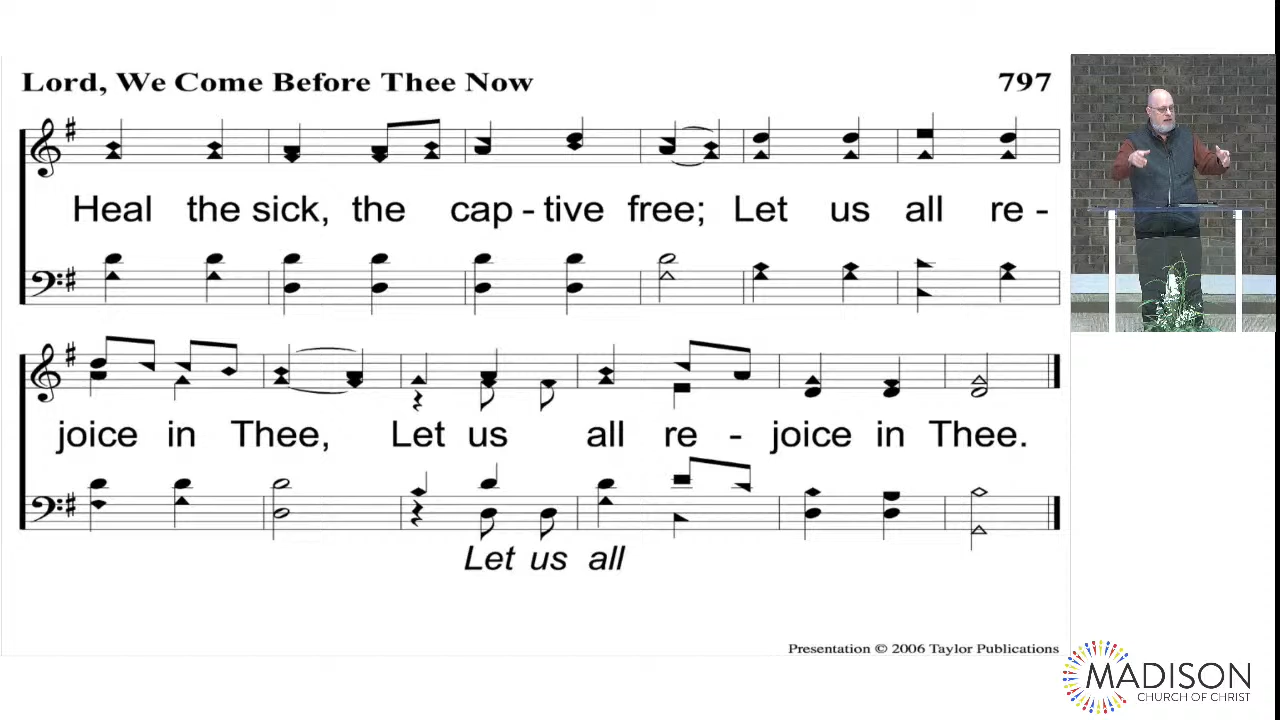 Lord, We Come Before Thee Now 797
Heal the sick, the cap - tive free; Let us all re -
joice in Thee, Let us all re - joice in Thee.
Let us all
Presentation © 2006 Taylor Publications
MADISON
CHURCH OF CHRIST